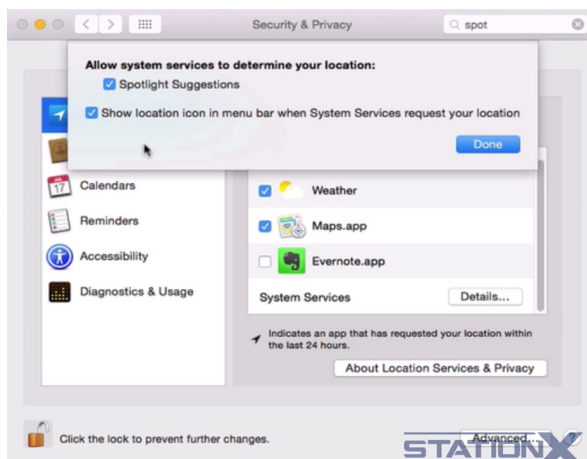 Security & Privacy
spot
Allow system services to determine your location:
Spotlight Suggestions
Show location icon in menu bar when System Services request your location
Done
JUL
17
Calendars
Reminders
Accessibility
Diagnostics & Usage
Weather
Maps.app
Evernote.app
System Services
Details...
Indicates an app that has requested your location within
the last 24 hours.
About Location Services & Privacy
Click the lock to prevent further changes.
Advanced...
?
STATIONX